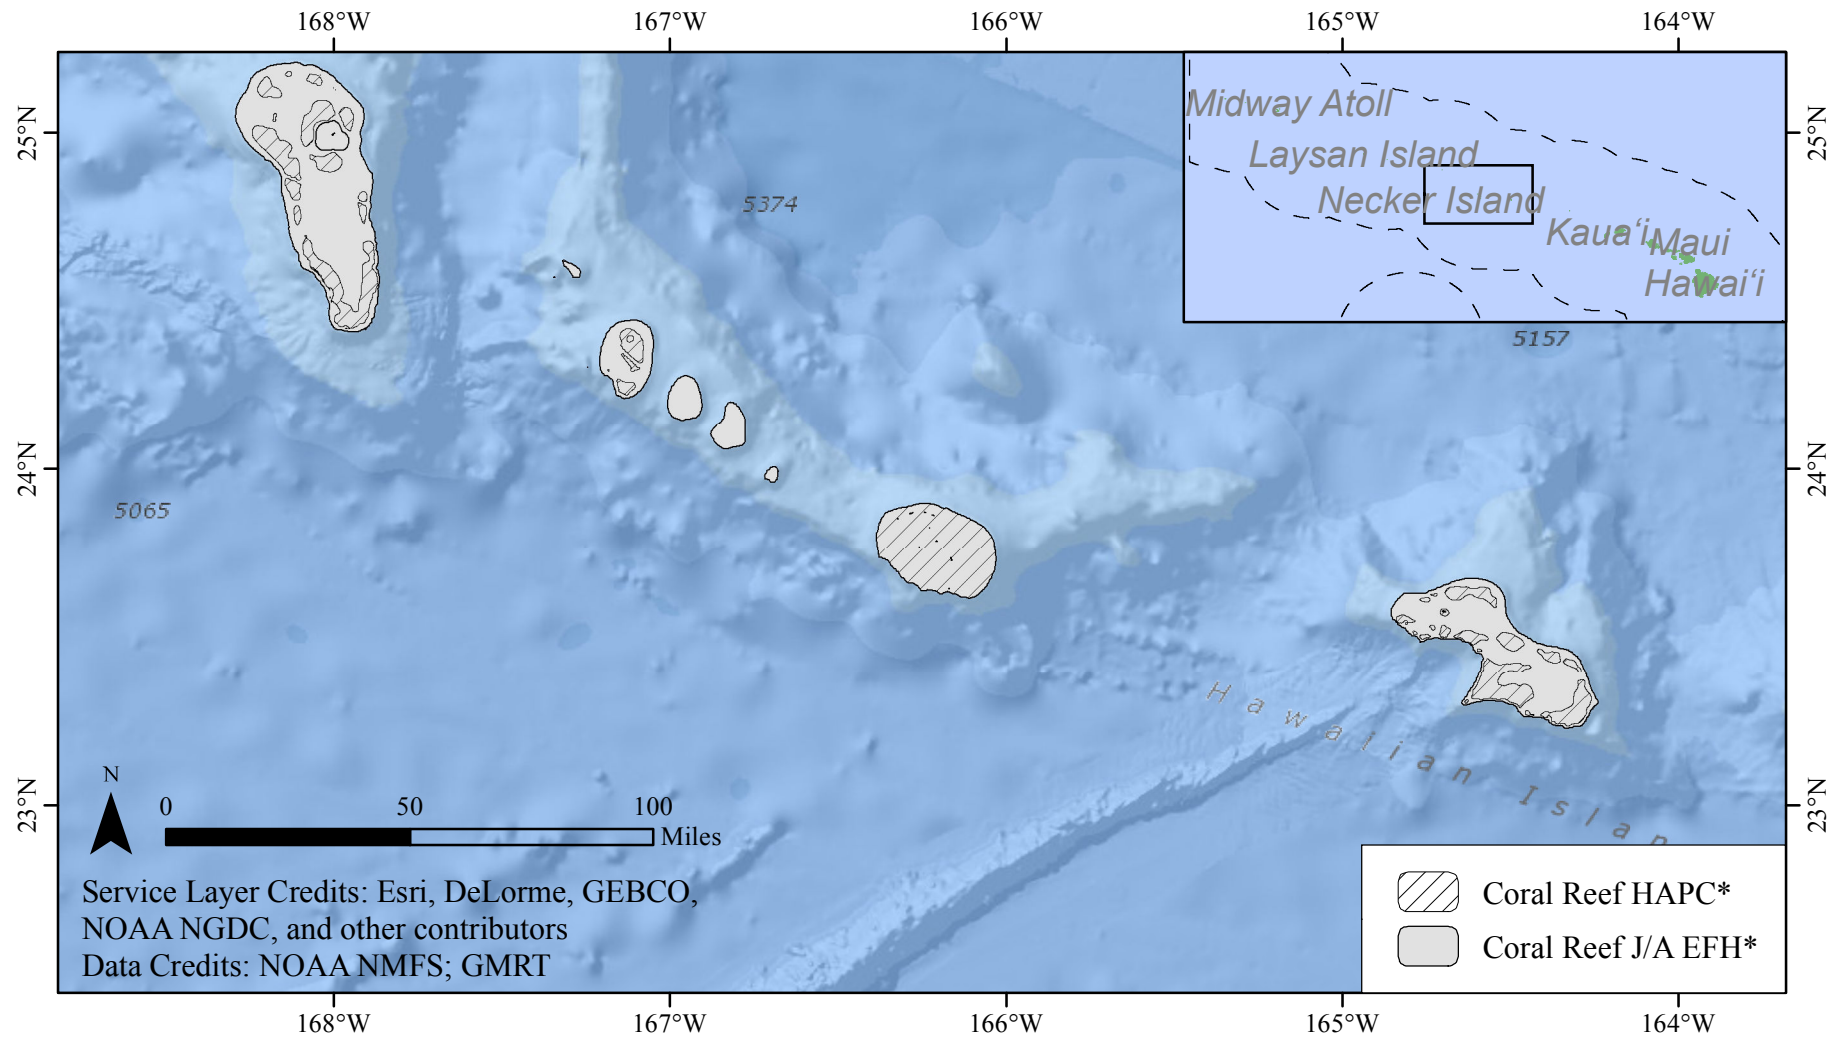 168°W 167°W 166°W 165°W 164°W
25°N
25°N
Midway Atoll
Laysan Island
Necker Island
Kauaʻi
Maui
Hawaiʻi
5374
5157
24°N
24°N
5065
Hawaiian Islan
23°N
23°N
N
0 50 100
Miles
Service Layer Credits: Esri, DeLorme, GEBCO,
NOAA NGDC, and other contributors
Data Credits: NOAA NMFS; GMRT
Coral Reef HAPC*
Coral Reef J/A EFH*
168°W 167°W 166°W 165°W 164°W